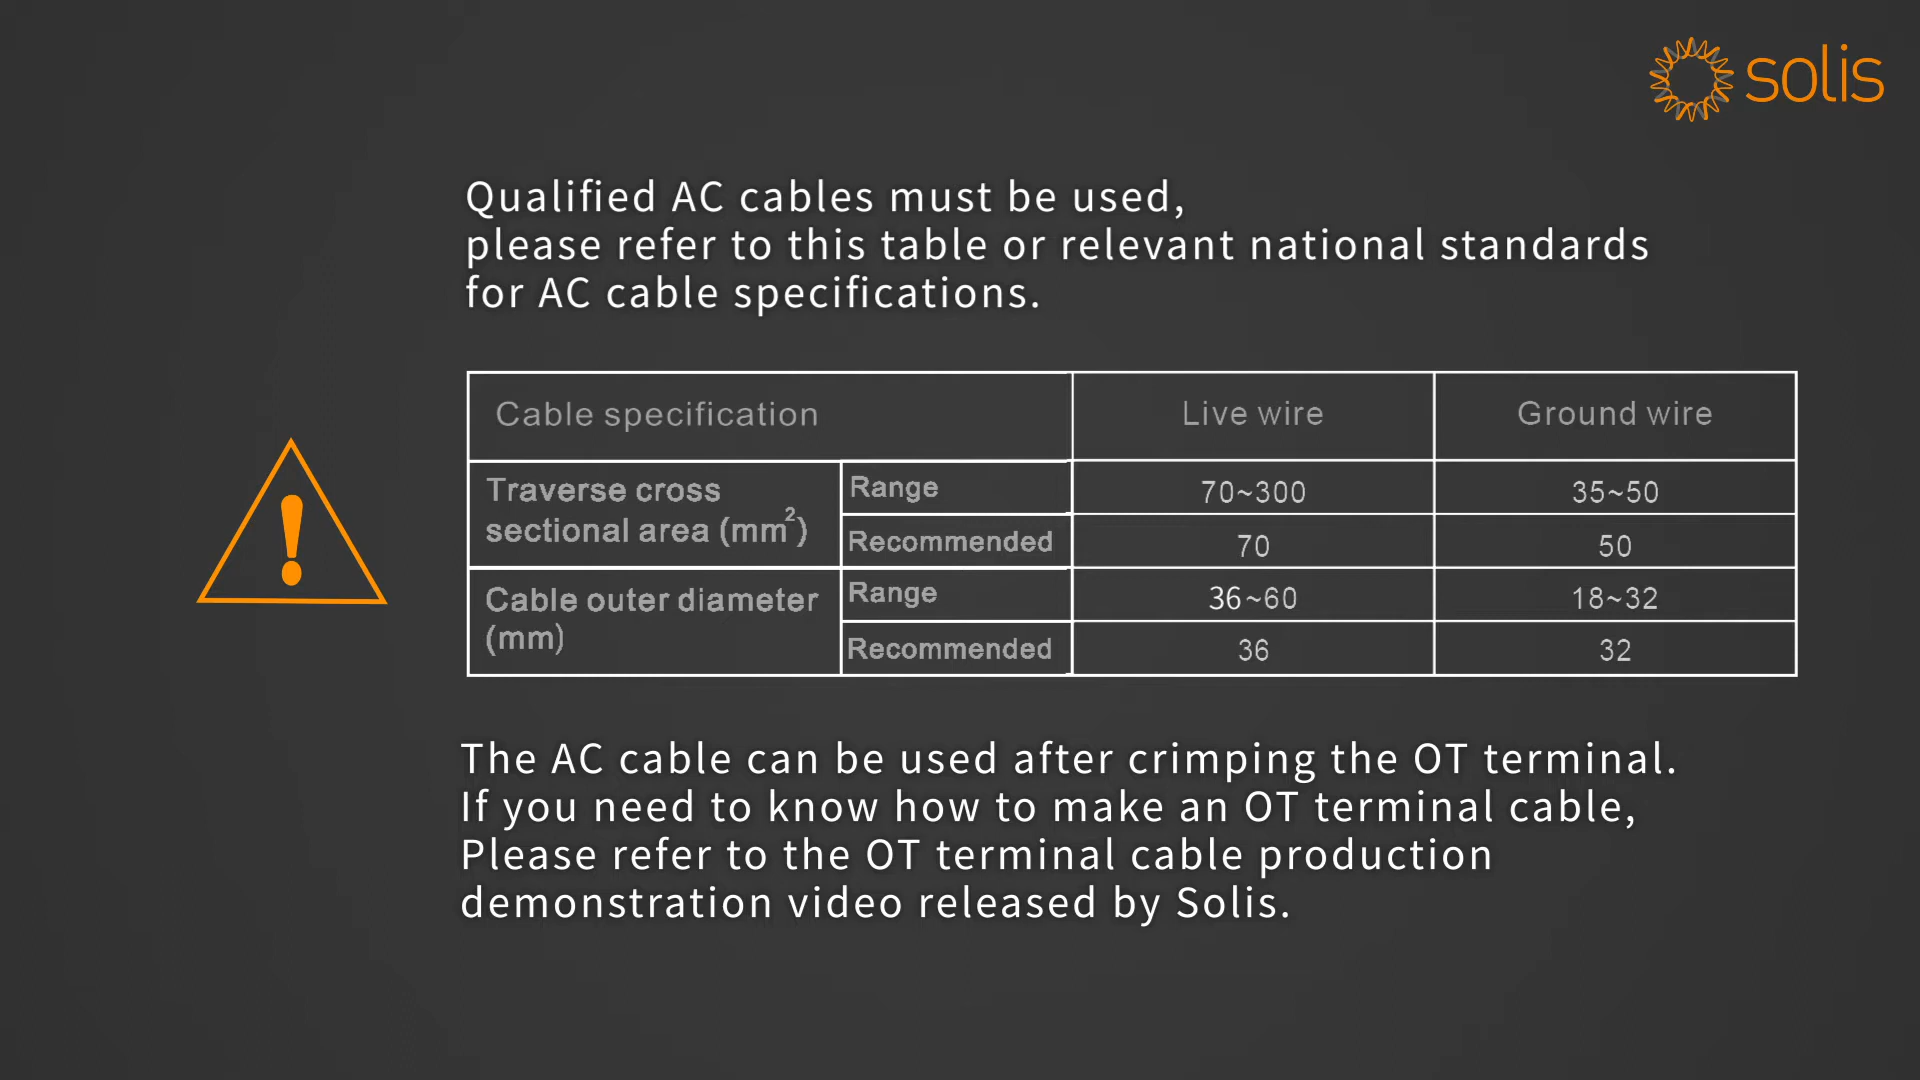 solis
Qualified AC cables must be used,
please refer to this table or relevant national standards
for AC cable specifications.
Cable specification Live wire Ground wire
Traverse cross
sectional area (mm²)
Range 70~300 35~50
Recommended 70 50
Cable outer diameter
(mm)
Range 36~60 18~32
Recommended 36 32
The AC cable can be used after crimping the OT terminal.
If you need to know how to make an OT terminal cable,
Please refer to the OT terminal cable production
demonstration video released by Solis.